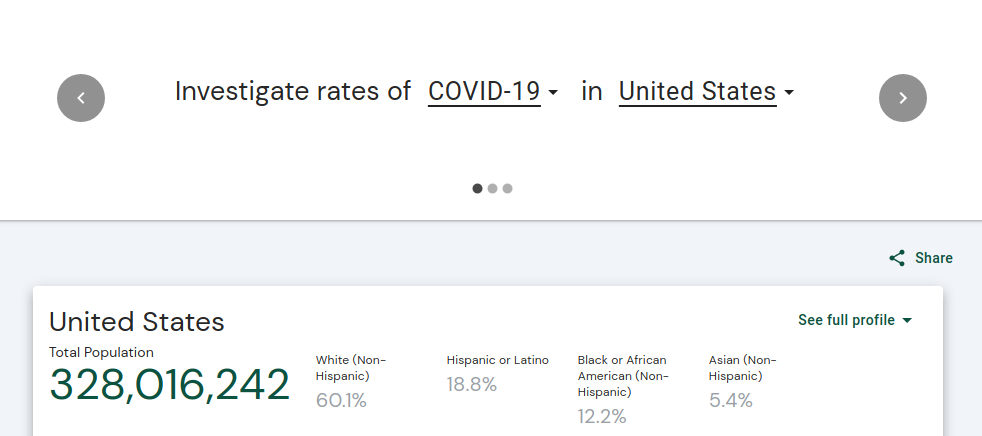 Investigate rates of COVID-19 in United States
Share
United States
See full profile
Total Population
328,016,242
White (Non-
Hispanic)
60.1%
Hispanic or Latino
18.8%
Black or African
American (Non-
Hispanic)
12.2%
Asian (Non-
Hispanic)
5.4%